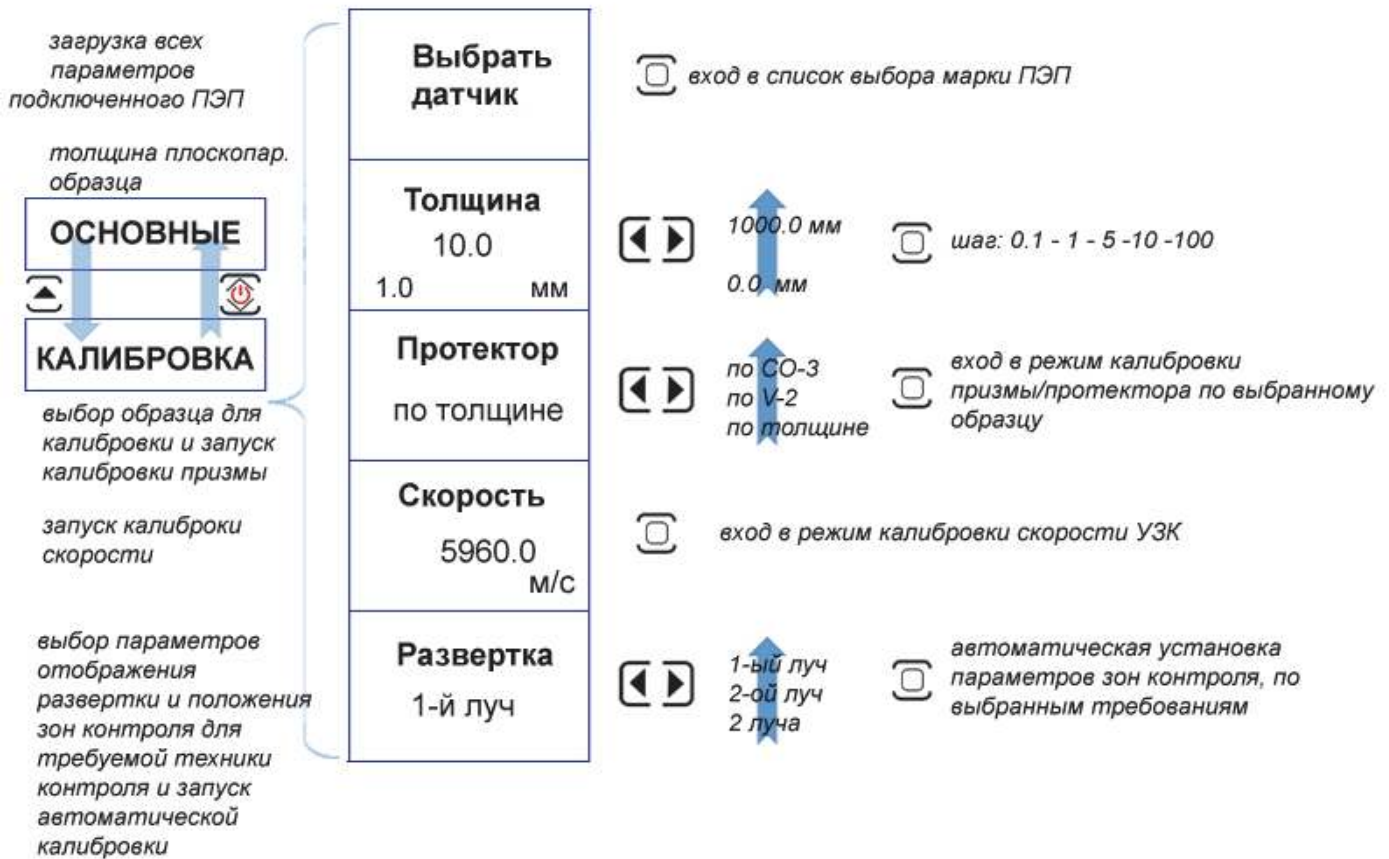 загрузка всех
параметров
подключенного ПЭП
толщина плоскопар.
образца
ОСНОВНЫЕ
КАЛИБРОВКА
выбор образца для
калибровки и запуск
калибровки призмы
запуск калиброки
скорости
выбор параметров
отображения
развертки и положения
зон контроля для
требуемой техники
контроля и запуск
автоматической
калибровки
Выбрать
датчик
вход в список выбора марки ПЭП
Толщина
10.0
1.0 мм
1000.0 мм
0.0 мм
шаг: 0.1 - 1 - 5 -10 -100
Протектор
по толщине
по СО-3
по V-2
по толщине
вход в режим калибровки
призмы/протектора по выбранному
образцу
Скорость
5960.0
м/с
вход в режим калибровки скорости УЗК
Развертка
1-й луч
1-ый луч
2-ой луч
2 луча
автоматическая установка
параметров зон контроля, по
выбранным требованиям